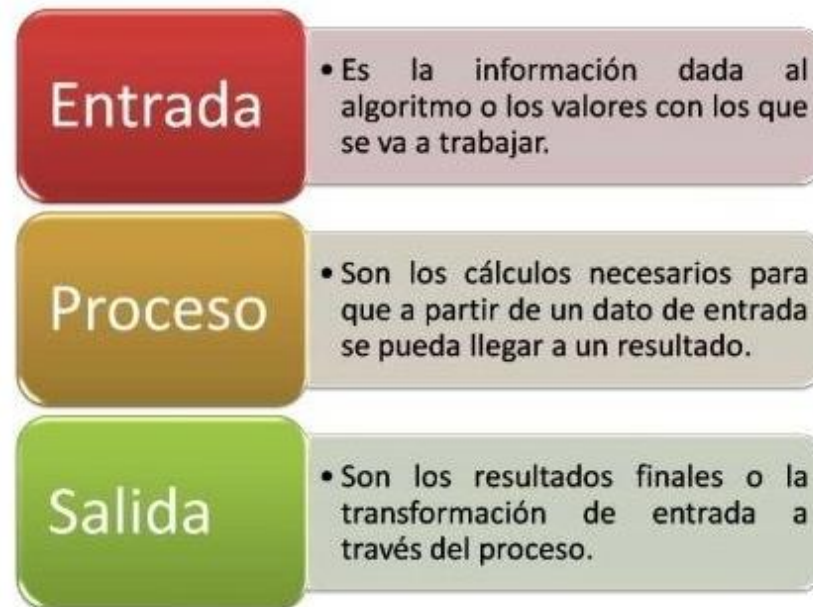 Entrada
• Es la información dada al
algoritmo o los valores con los que
se va a trabajar.
Proceso
• Son los cálculos necesarios para
que a partir de un dato de entrada
se pueda llegar a un resultado.
Salida
• Son los resultados finales o la
transformación de entrada a
través del proceso.